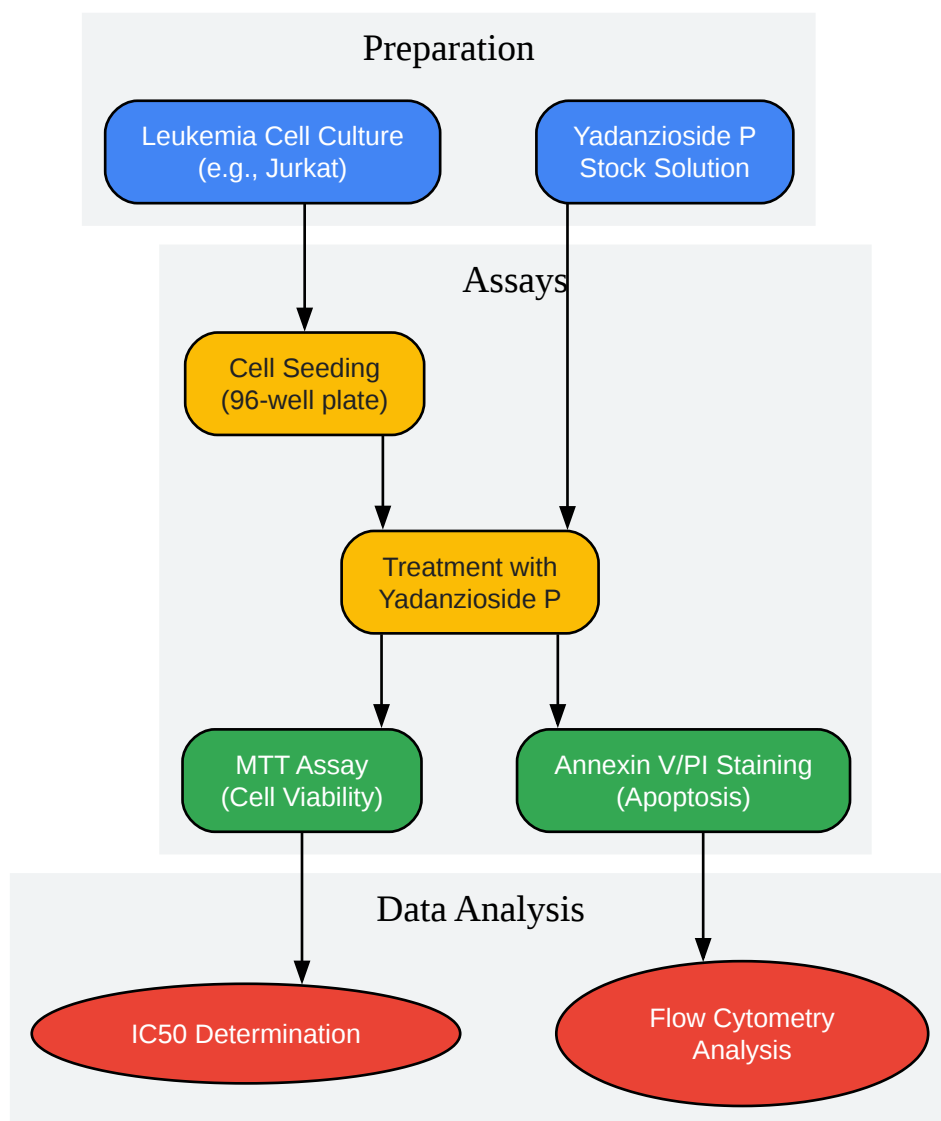 Preparation
Leukemia Cell Culture
(e.g., Jurkat)
Yadanzioside P
Stock Solution
Assays
Cell Seeding
(96-well plate)
Treatment with
Yadanzioside P
MTT Assay
(Cell Viability)
Annexin V/PI Staining
(Apoptosis)
Data Analysis
IC50 Determination
Flow Cytometry
Analysis